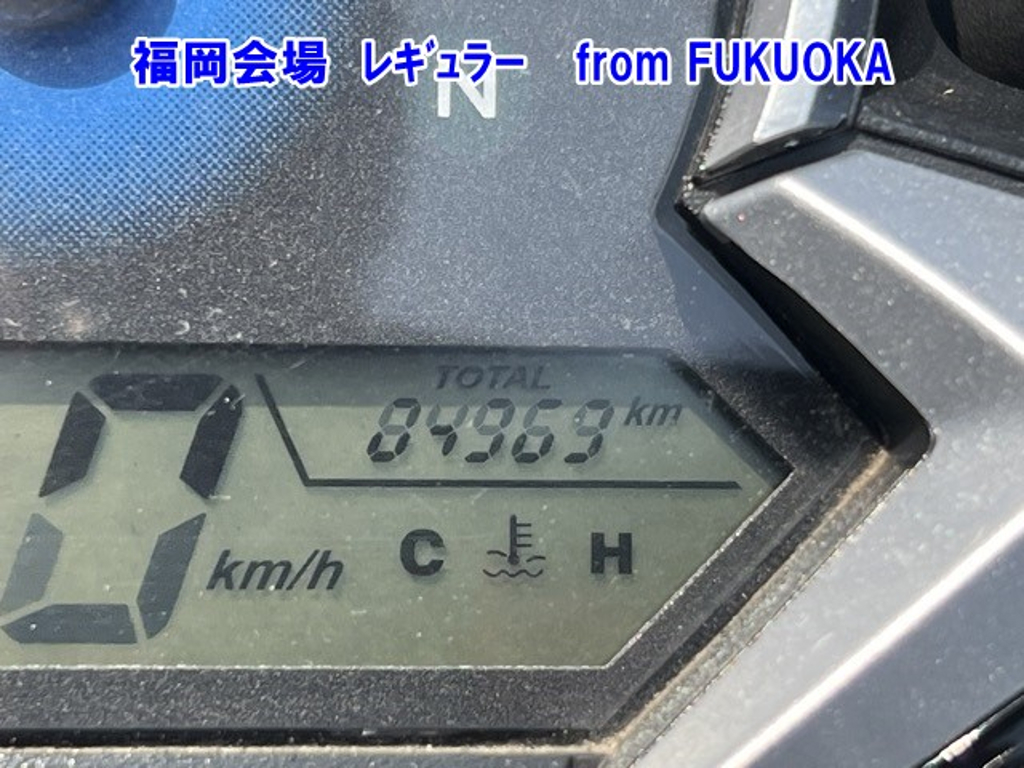 福岡会場 ﾚｷﾞｭﾗｰ from FUKUOKA
N
TOTAL
84969 km
0 km/h
C H